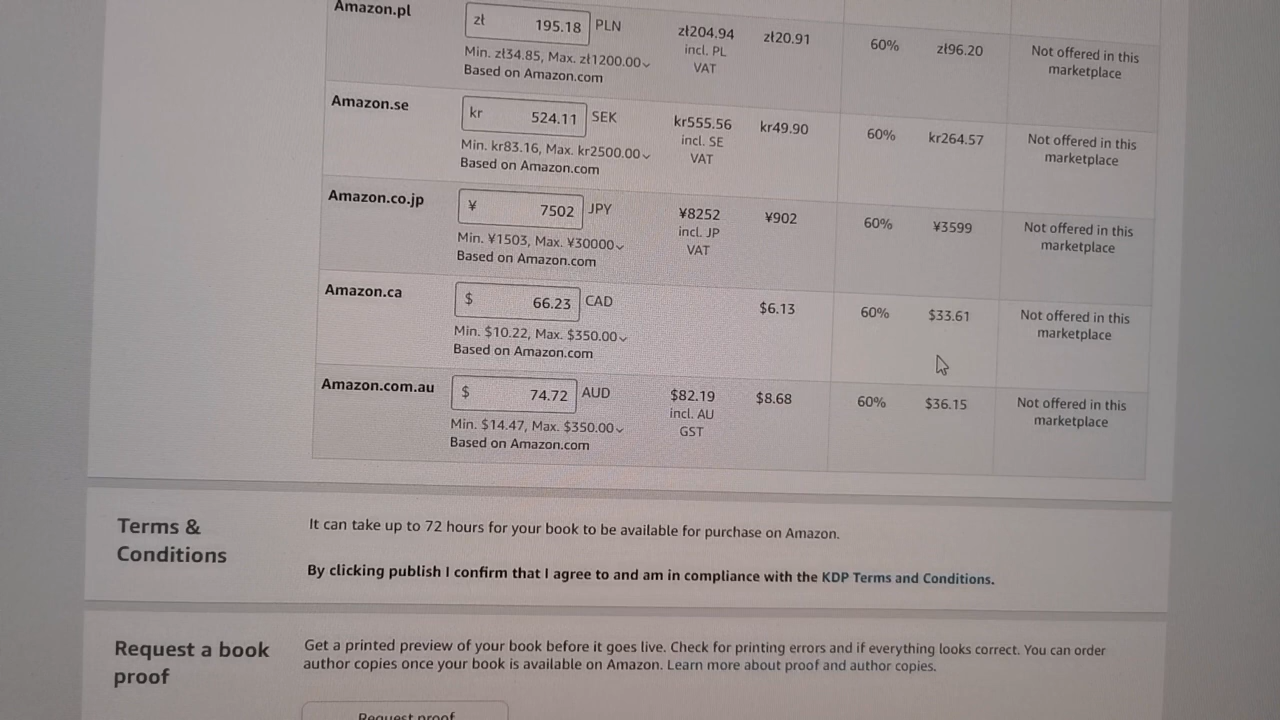 Amazon.pl
zł 195.18 PLN
zł204.94 incl. PL VAT
zł20.91
60%
zł96.20
Not offered in this marketplace
Min. zł34.85, Max. zł1200.00
Based on Amazon.com
Amazon.se
kr 524.11 SEK
kr555.56 incl. SE VAT
kr49.90
60%
kr264.57
Not offered in this marketplace
Min. kr83.16, Max. kr2500.00
Based on Amazon.com
Amazon.co.jp
¥ 7502 JPY
¥8252 incl. JP VAT
¥902
60%
¥3599
Not offered in this marketplace
Min. ¥1503, Max. ¥30000
Based on Amazon.com
Amazon.ca
$ 66.23 CAD
$6.13
60%
$33.61
Not offered in this marketplace
Min. $10.22, Max. $350.00
Based on Amazon.com
Amazon.com.au
$ 74.72 AUD
$82.19 incl. AU GST
$8.68
60%
$36.15
Not offered in this marketplace
Min. $14.47, Max. $350.00
Based on Amazon.com
Terms & Conditions
It can take up to 72 hours for your book to be available for purchase on Amazon.
By clicking publish I confirm that I agree to and am in compliance with the KDP Terms and Conditions.
Request a book proof
Get a printed preview of your book before it goes live. Check for printing errors and if everything looks correct. You can order
author copies once your book is available on Amazon. Learn more about proof and author copies.
Request proof